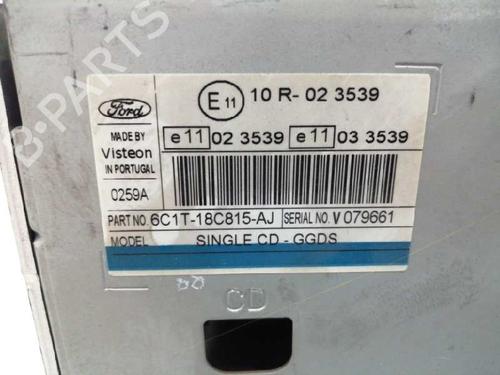 Ford
E11 10 R- 02 3539
MADE BY
Visteon
IN PORTUGAL
e11 02 3539 e11 03 3539
0259A
PART NO. 6C1T-18C815-AJ SERIAL NO. V 079661
MODEL SINGLE CD - GGDS
CD
B-PARTS